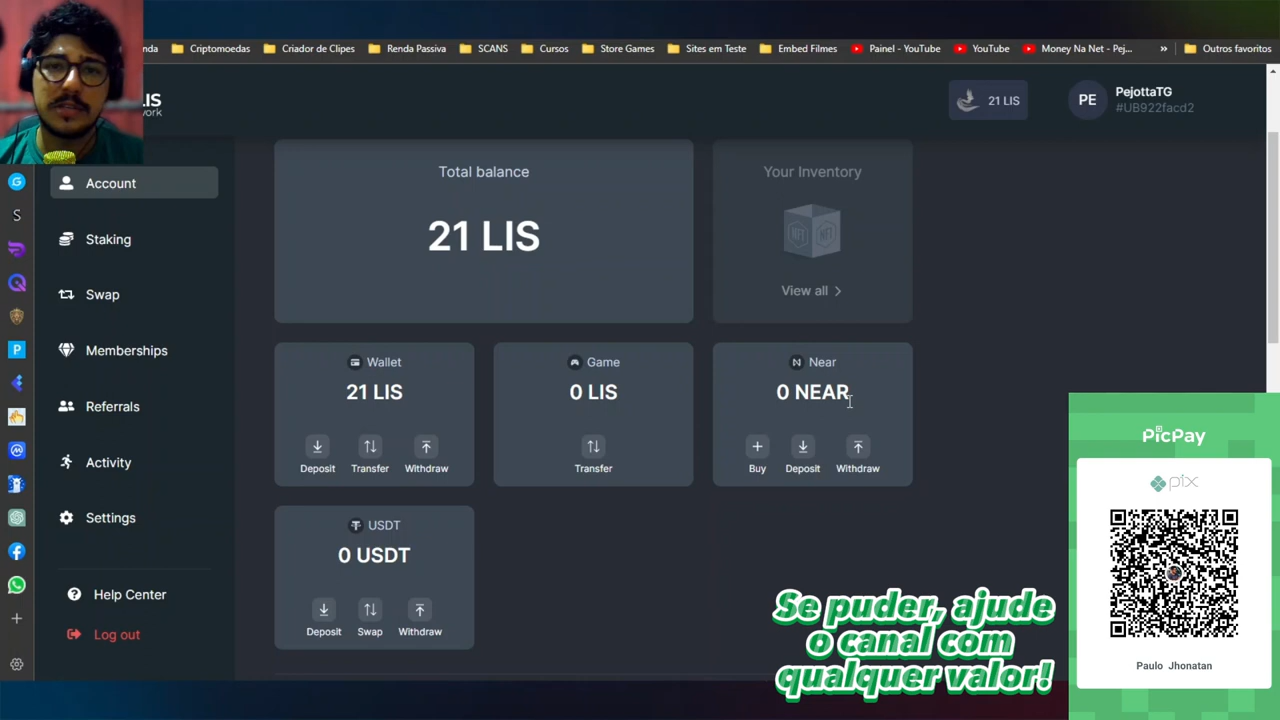 nda
Criptomoedas
Criador de Clipes
Renda Passiva
SCANS
Cursos
Store Games
Sites em Teste
Embed Filmes
Painel - YouTube
YouTube
Money Na Net - Pej...
»
Outros favoritos
LIS
work
21 LIS
PE
PejottaTG
#UB922facd2
Account
Staking
Swap
Memberships
Referrals
Activity
Settings
Help Center
Log out
Total balance
21 LIS
Your Inventory
NFT NFT
View all >
Wallet
21 LIS
Deposit Transfer Withdraw
Game
0 LIS
Transfer
Near
0 NEAR
Buy Deposit Withdraw
USDT
0 USDT
Deposit Swap Withdraw
PicPay
pix
Paulo Jhonatan
Se puder, ajude
o canal com
qualquer valor!